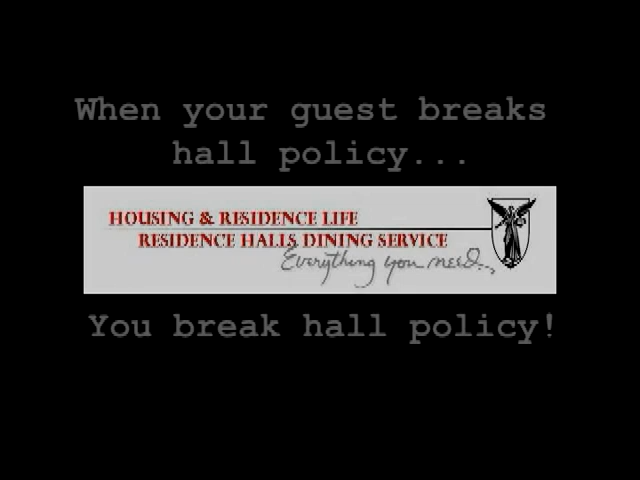 When your guest breaks
hall policy...
HOUSING & RESIDENCE LIFE
RESIDENCE HALLS DINING SERVICE
Everything you need...
You break hall policy!